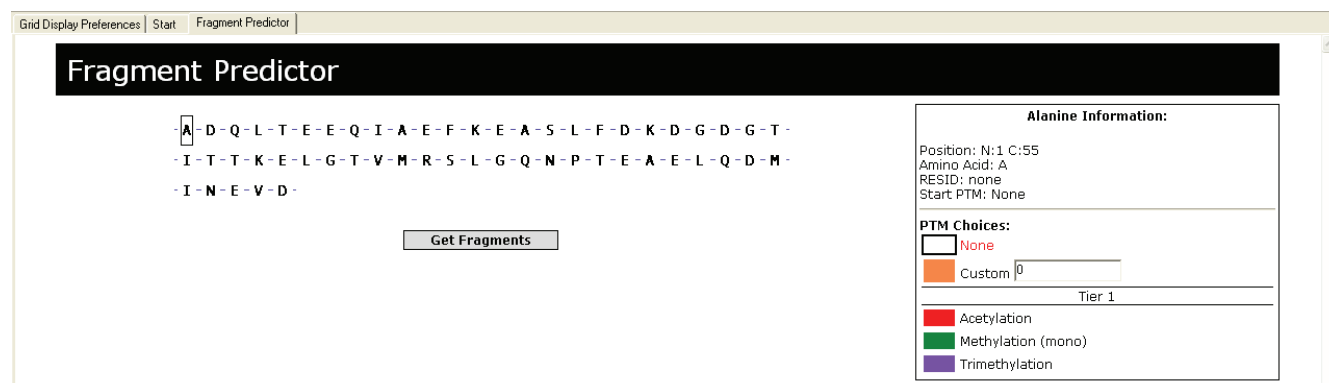 Grid Display Preferences Start Fragment Predictor
Fragment Predictor
-A-D-Q-L-T-E-E-Q-I-A-E-F-K-E-A-S-L-F-D-K-D-G-D-G-T-
-I-T-T-K-E-L-G-T-V-M-R-S-L-G-Q-N-P-T-E-A-E-L-Q-D-M-
-I-N-E-V-D-
Get Fragments
Alanine Information:
Position: N:1 C:55
Amino Acid: A
RESID: none
Start PTM: None
PTM Choices:
None
Custom 0
Tier 1
Acetylation
Methylation (mono)
Trimethylation